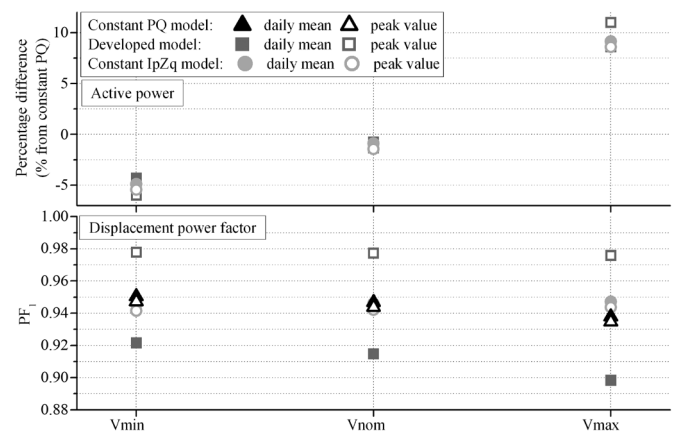 Constant PQ model: daily mean peak value
Developed model: daily mean peak value
Constant IpZq model: daily mean peak value
Active power
Percentage difference
(% from constant PQ)
10
5
0
-5
Displacement power factor
PF1
1.00
0.98
0.96
0.94
0.92
0.90
0.88
Vmin Vnom Vmax